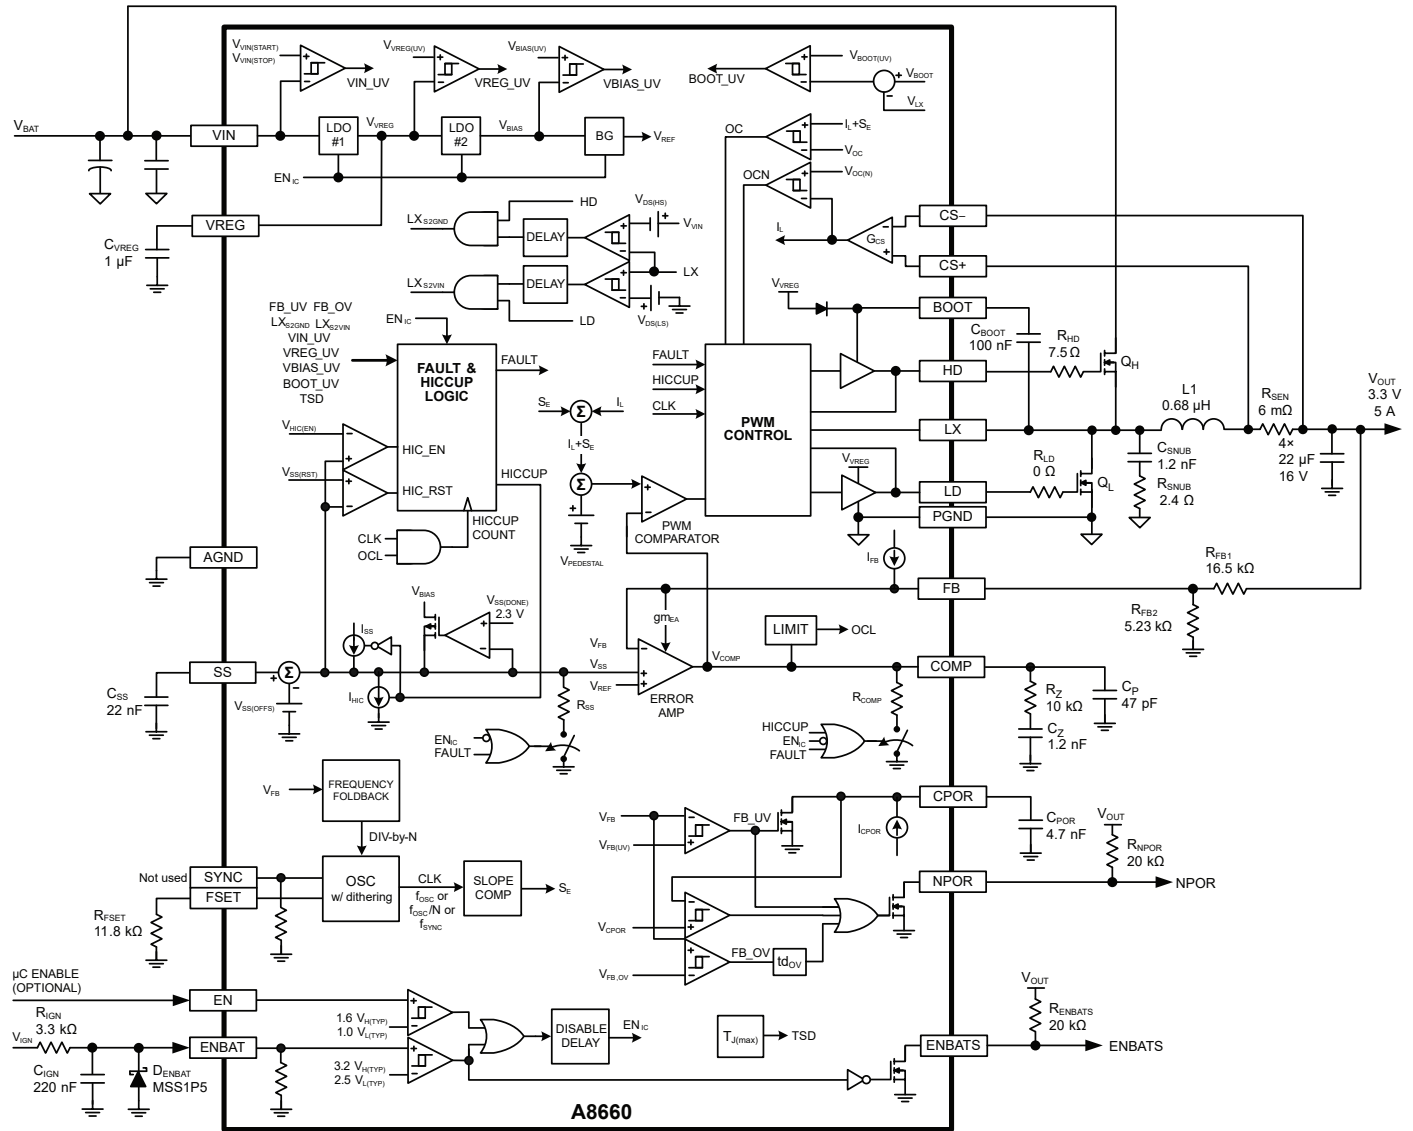 VVIN(START)
VVIN(STOP)
VIN_UV
VVREG(UV)
VREG_UV
VBIAS(UV)
VBIAS_UV
BOOT_UV
VBOOT(UV)
VBOOT
VLX
VBAT
VIN
LDO
#1
VVREG
LDO
#2
VBIAS
BG
VREF
ENIC
OC
IL+SE
VOC
OCN
VOC(N)
VREG
CVREG
1 µF
LXS2GND
HD
DELAY
VDS(HS)
VVIN
LX
LXS2VIN
DELAY
LD
VDS(LS)
IL
GCS
CS–
CS+
VVREG
BOOT
CBOOT
100 nF
RHD
7.5 Ω
QH
FB_UV FB_OV
LXS2GND LXS2VIN
VIN_UV
VREG_UV
VBIAS_UV
BOOT_UV
TSD
ENIC
FAULT &
HICCUP
LOGIC
FAULT
HICCUP
SE
Σ
IL
IL+SE
Σ
VPEDESTAL
FAULT
HICCUP
CLK
PWM
CONTROL
HD
LX
L1
0.68 µH
RSEN
6 mΩ
VOUT
3.3 V
5 A
4×
22 µF
16 V
CSNUB
1.2 nF
RSNUB
2.4 Ω
RLD
0 Ω
QL
VVREG
LD
PGND
VHIC(EN)
HIC_EN
VSS(RST)
HIC_RST
HICCUP
COUNT
CLK
OCL
PWM
COMPARATOR
AGND
IFB
FB
RFB1
16.5 kΩ
RFB2
5.23 kΩ
VBIAS
VSS(DONE)
2.3 V
ISS
IHIC
gmEA
VFB
VSS
VREF
ERROR
AMP
VCOMP
LIMIT
OCL
COMP
RCOMP
RZ
10 kΩ
CZ
1.2 nF
CP
47 pF
SS
CSS
22 nF
Σ
VSS(OFFS)
RSS
ENIC
FAULT
HICCUP
ENIC
FAULT
VFB
FREQUENCY
FOLDBACK
DIV-by-N
Not used
SYNC
FSET
RFSET
11.8 kΩ
OSC
w/ dithering
CLK
fOSC or
fOSC/N or
fSYNC
SLOPE
COMP
SE
VFB
VFB(UV)
FB_UV
ICPOR
CPOR
CPOR
4.7 nF
VOUT
RNPOR
20 kΩ
NPOR
NPOR
VCPOR
VFB,OV
FB_OV
tdOV
µC ENABLE
(OPTIONAL)
EN
RIGN
3.3 kΩ
VIGN
CIGN
220 nF
DENBAT
MSS1P5
ENBAT
1.6 VH(TYP)
1.0 VL(TYP)
3.2 VH(TYP)
2.5 VL(TYP)
DISABLE
DELAY
ENIC
TJ(max)
TSD
VOUT
RENBATS
20 kΩ
ENBATS
ENBATS
A8660